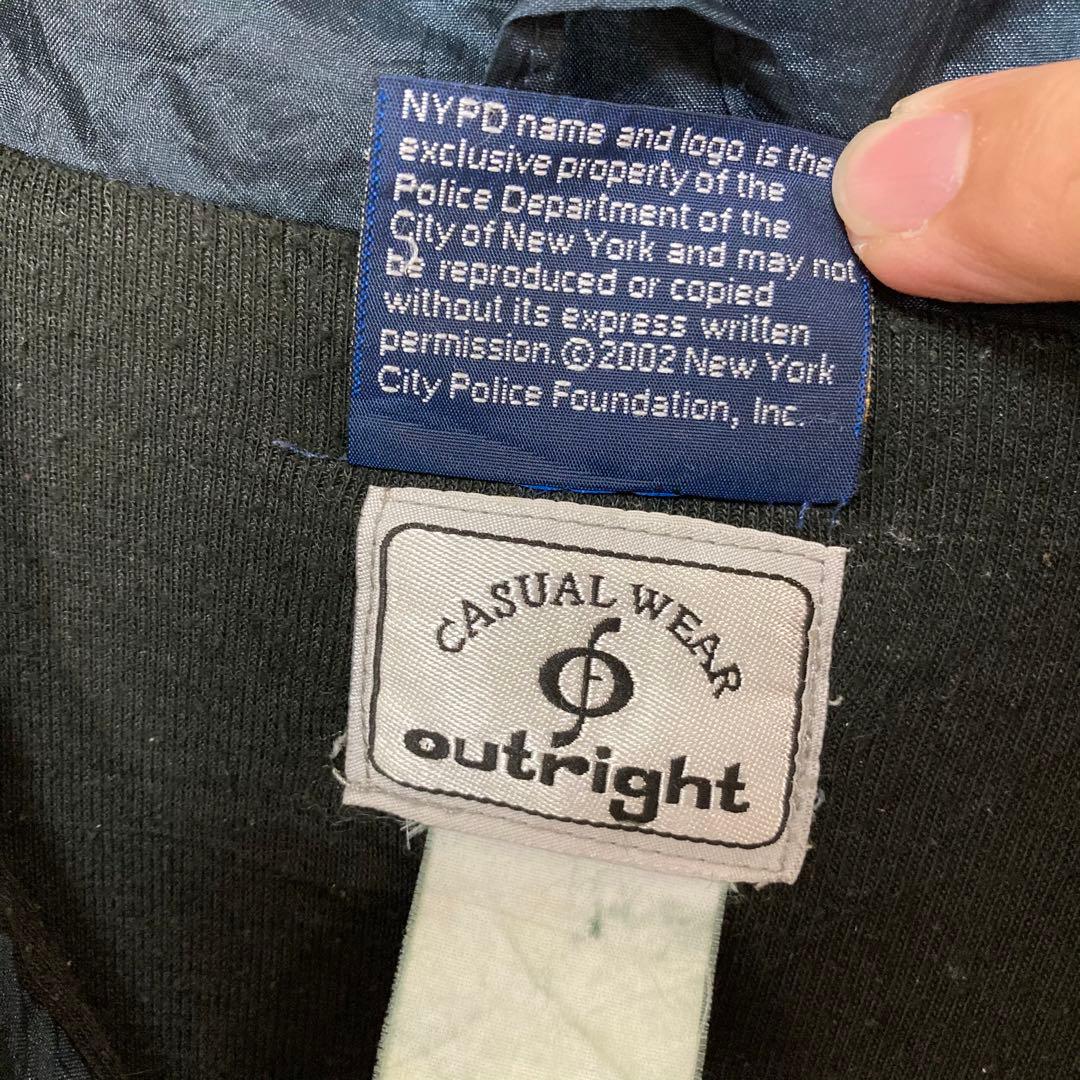 NYPD name and logo is the
exclusive property of the
Police Department of the
City of New York and may not
be reproduced or copied
without its express written
permission. ©2002 New York
City Police Foundation, Inc.
CASUAL WEAR
outright